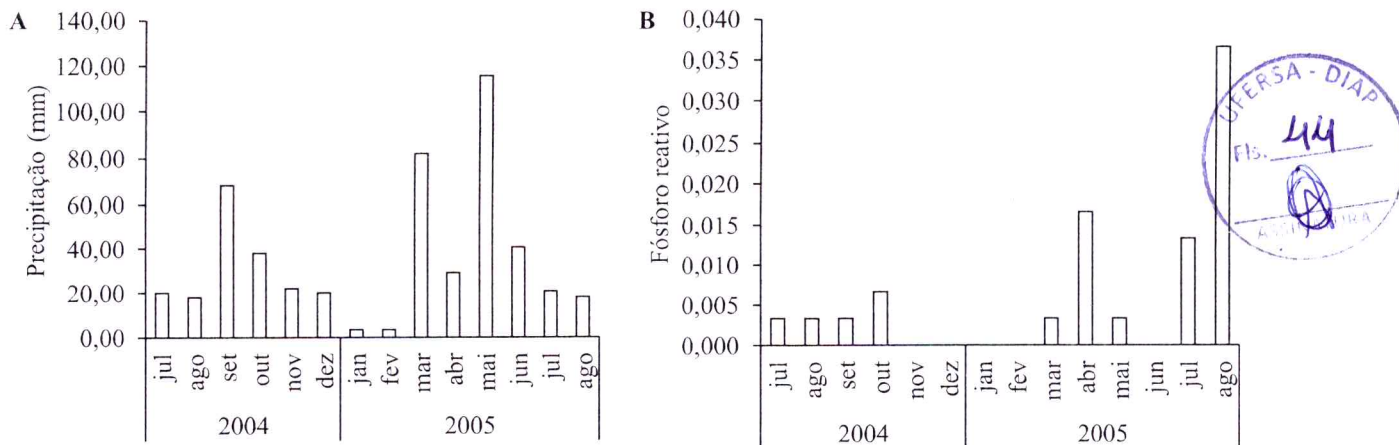 A
Precipitação (mm)
140,00
120,00
100,00
80,00
60,00
40,00
20,00
0,00
jul ago set out nov dez jan fev mar abr mai jun jul ago
2004 2005
B
Fósforo reativo
0,040
0,035
0,030
0,025
0,020
0,015
0,010
0,005
0,000
jul ago set out nov dez jan fev mar abr mai jun jul ago
2004 2005
UFERSA - DIAP
Fls. 44
ASSINATURA